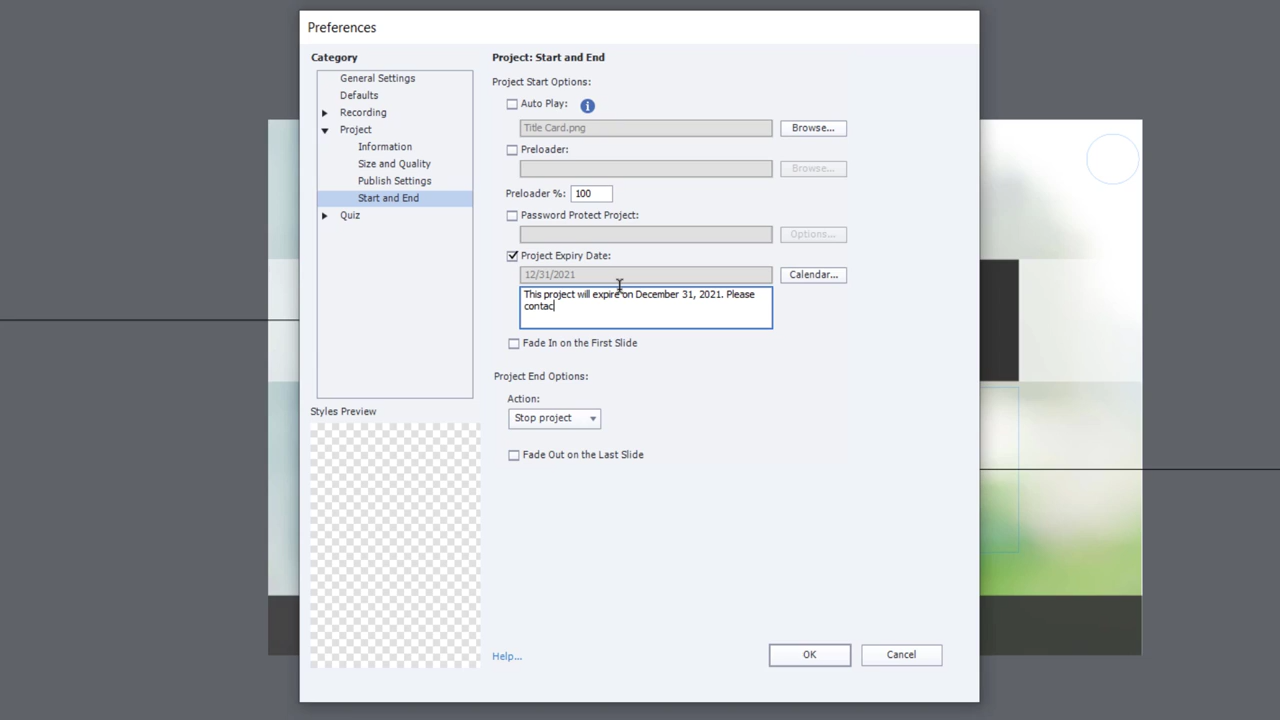 Preferences
Category
General Settings
Defaults
Recording
Project
Information
Size and Quality
Publish Settings
Start and End
Quiz
Styles Preview
Project: Start and End
Project Start Options:
Auto Play:
Title Card.png
Browse...
Preloader:
Browse...
Preloader %: 100
Password Protect Project:
Options...
Project Expiry Date:
12/31/2021
Calendar...
This project will expire on December 31, 2021. Please
contac
Fade In on the First Slide
Project End Options:
Action:
Stop project
Fade Out on the Last Slide
Help...
OK
Cancel